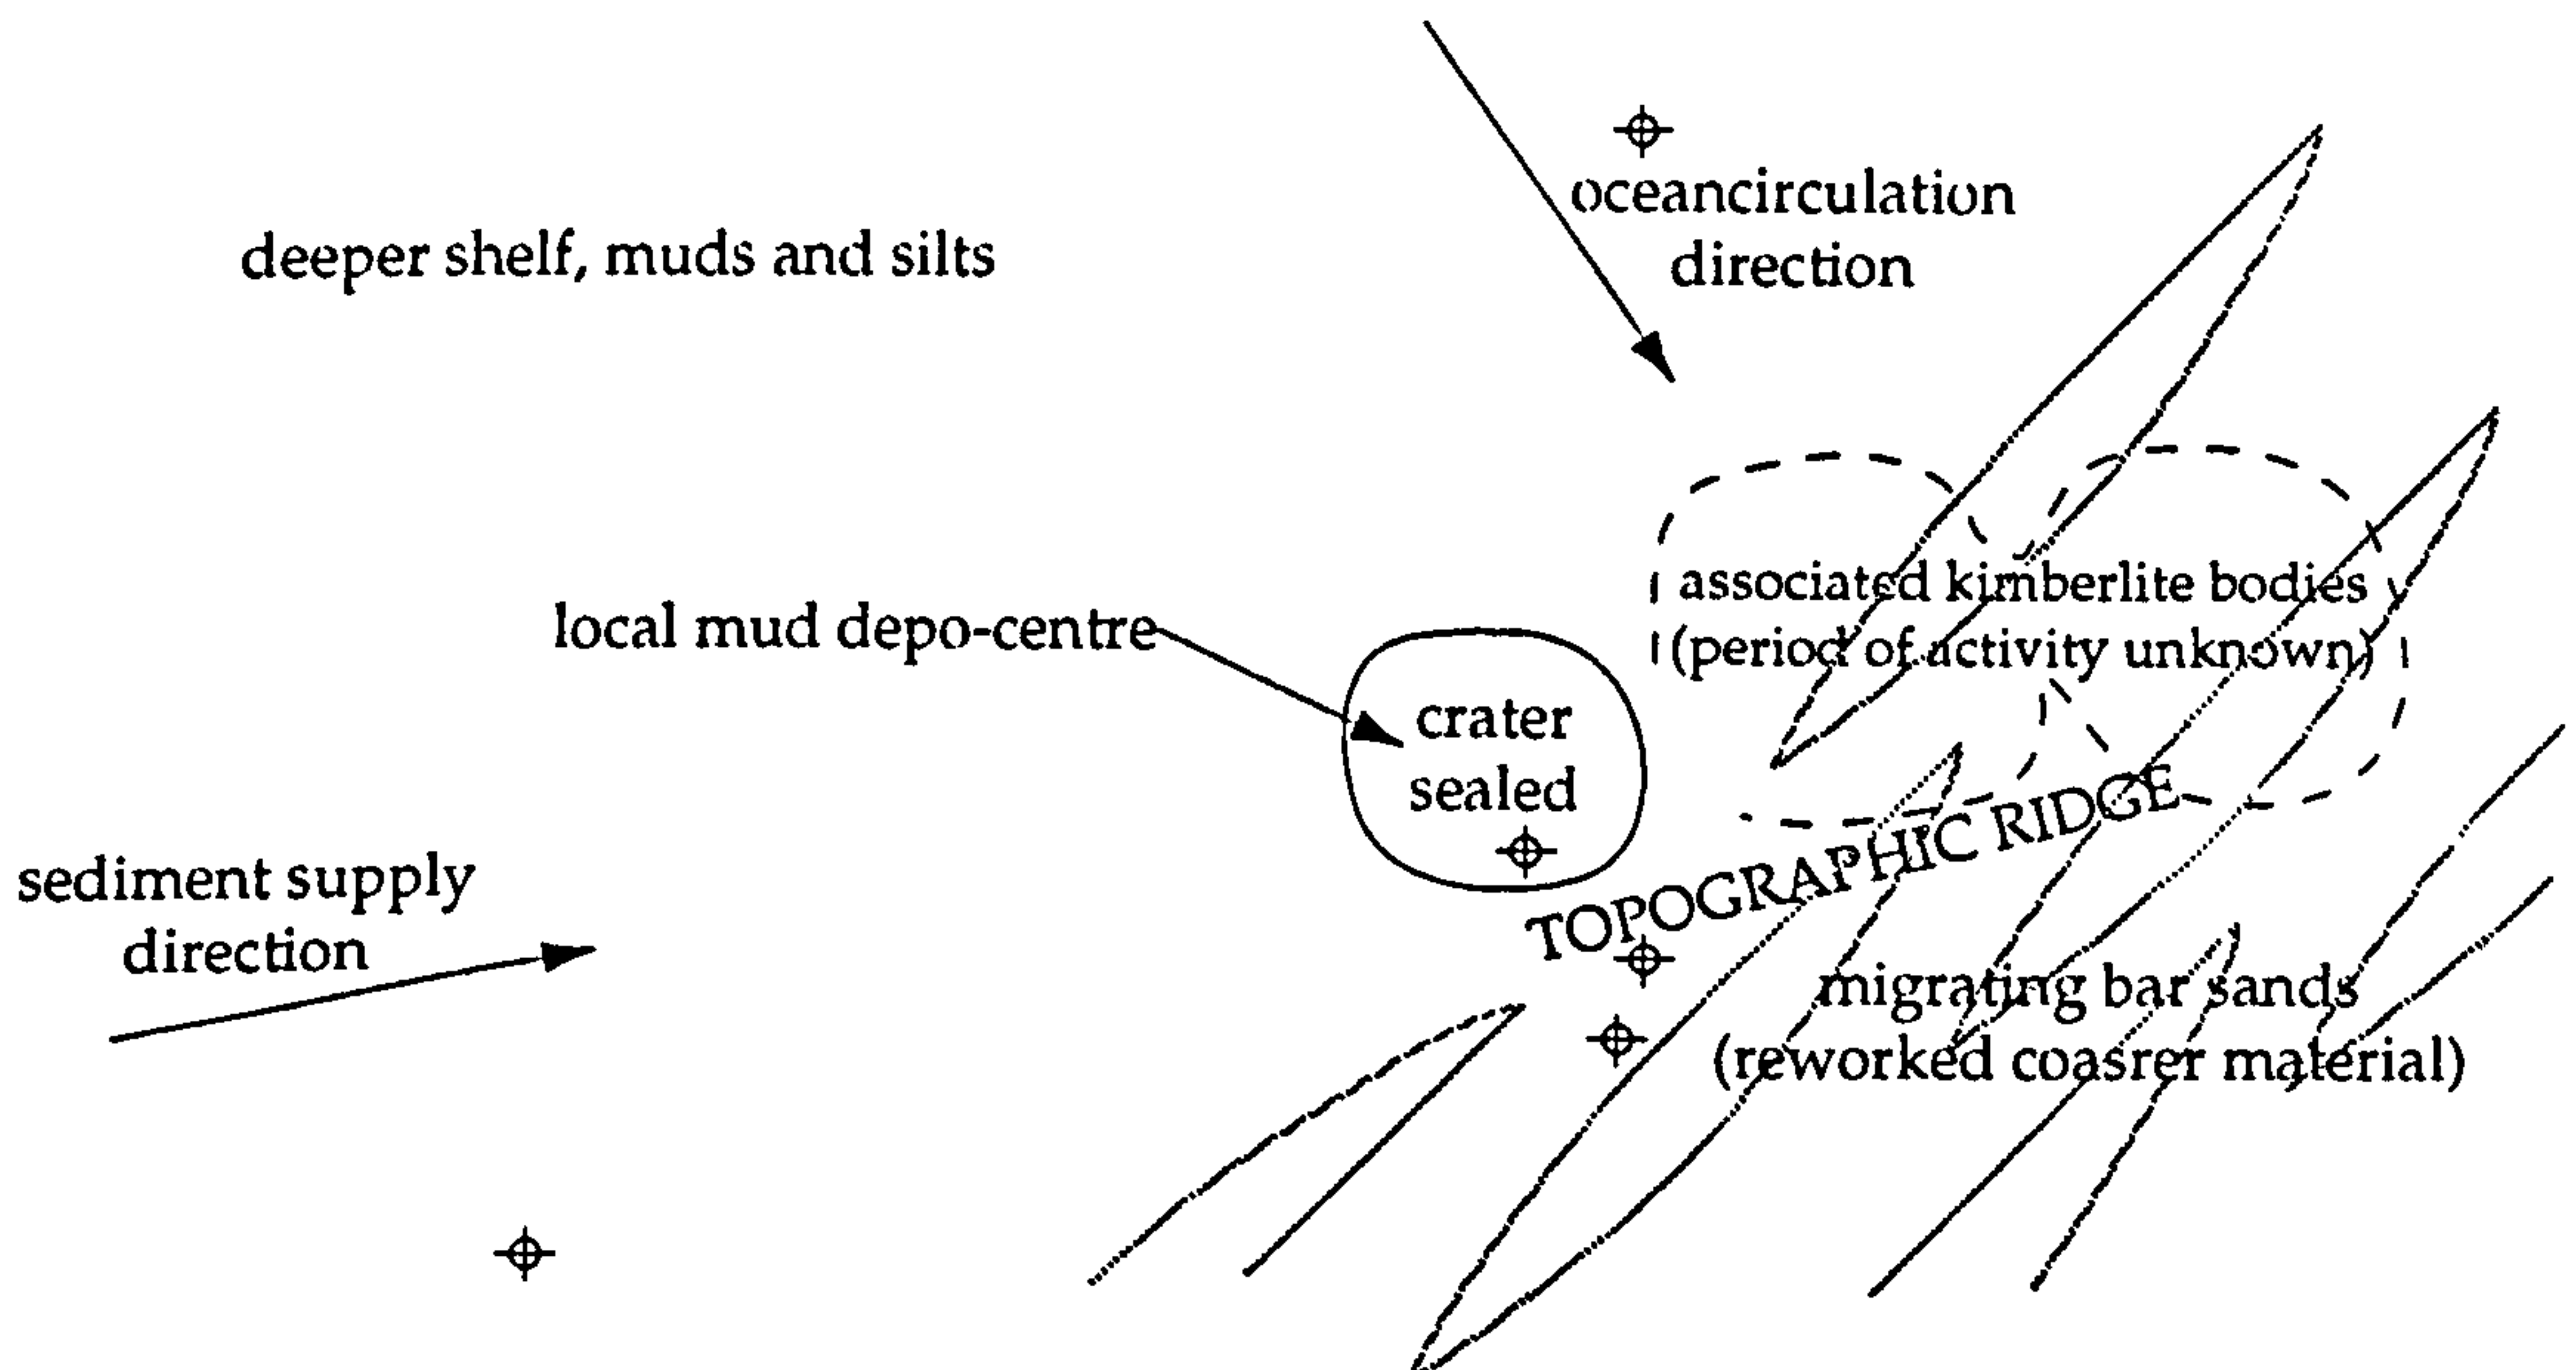 oceancirculation
direction
deeper shelf, muds and silts
associated kimberlite bodies
(period of activity unknown)
local mud depo-centre
crater
sealed
TOPOGRAPHIC RIDGE
sediment supply
direction
migrating bar sands
(reworked coasrer material)